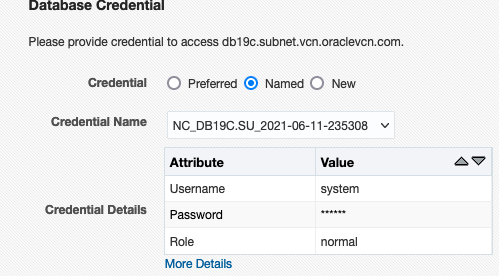 Database Credential
Please provide credential to access db19c.subnet.vcn.oraclevcn.com.
Credential Preferred Named New
Credential Name NC_DB19C.SU_2021-06-11-235308
Attribute Value
Username system
Credential Details Password ******
Role normal
More Details